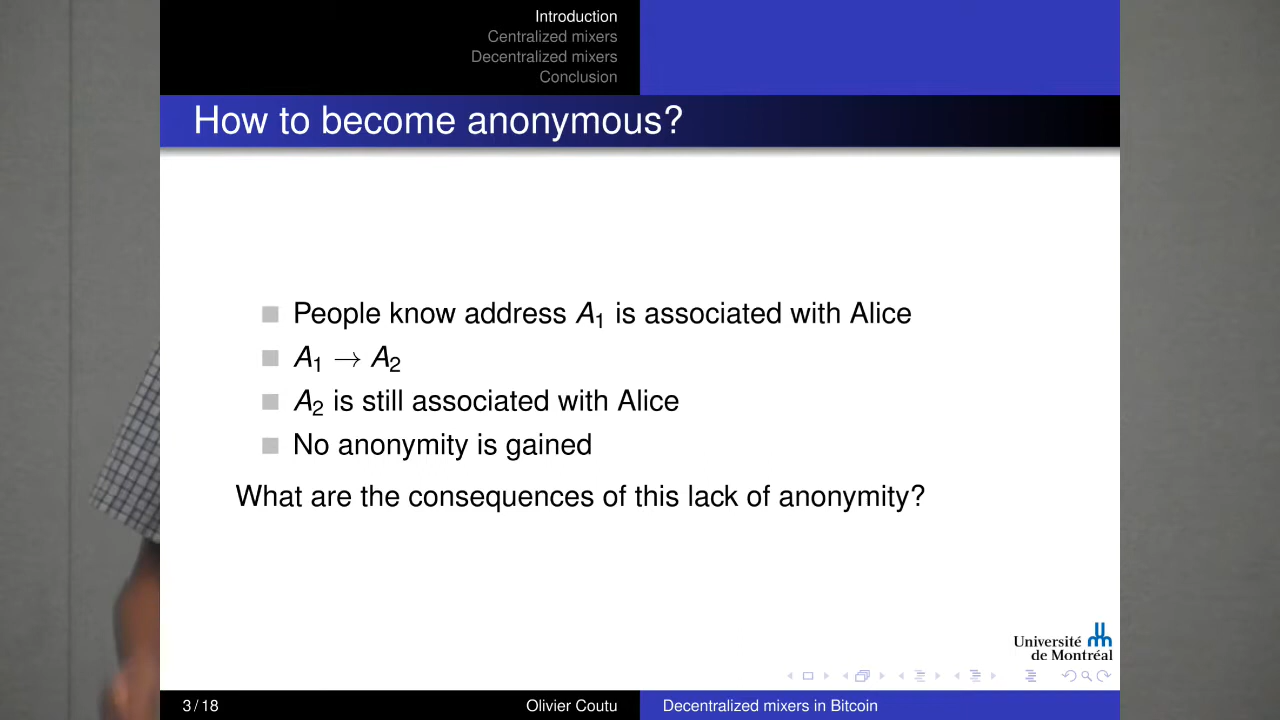 Introduction
Centralized mixers
Decentralized mixers
Conclusion
How to become anonymous?
People know address A₁ is associated with Alice
A₁ → A₂
A₂ is still associated with Alice
No anonymity is gained
What are the consequences of this lack of anonymity?
Université
de Montréal
3 / 18
Olivier Coutu
Decentralized mixers in Bitcoin